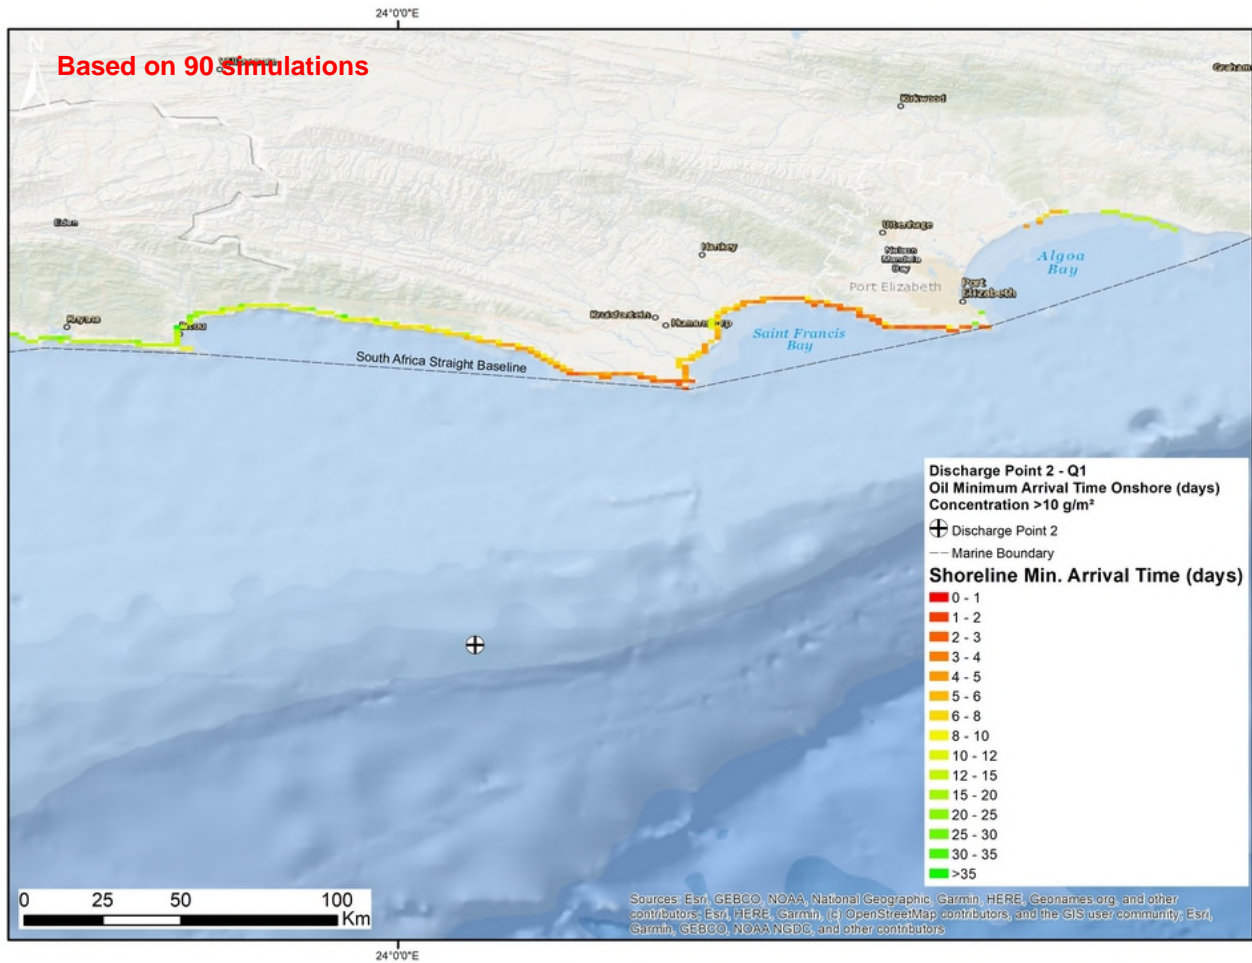 24°0'0"E
N
Based on 90 simulations
Kirkwood
Graham
Eden
Uitenhage
Hankey
Nelson
Mandela
Bay
Algoa
Bay
Port Elizabeth
Port
Elizabeth
Knysna
Kruisfontein
Humansdorp
Saint Francis
Bay
South Africa Straight Baseline
Discharge Point 2 - Q1
Oil Minimum Arrival Time Onshore (days)
Concentration >10 g/m²
Discharge Point 2
Marine Boundary
Shoreline Min. Arrival Time (days)
0 - 1
1 - 2
2 - 3
3 - 4
4 - 5
5 - 6
6 - 8
8 - 10
10 - 12
12 - 15
15 - 20
20 - 25
25 - 30
30 - 35
>35
0 25 50 100
Km
Sources: Esri, GEBCO, NOAA, National Geographic, Garmin, HERE, Geonames.org, and other
contributors; Esri, HERE, Garmin, (c) OpenStreetMap contributors, and the GIS user community; Esri,
Garmin, GEBCO, NOAA NGDC, and other contributors
24°0'0"E